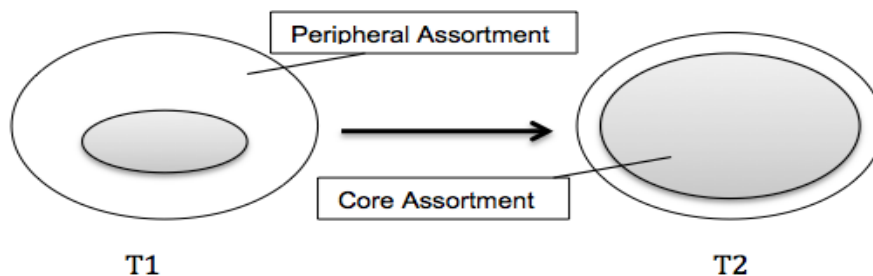 Peripheral Assortment
Core Assortment
T1
T2